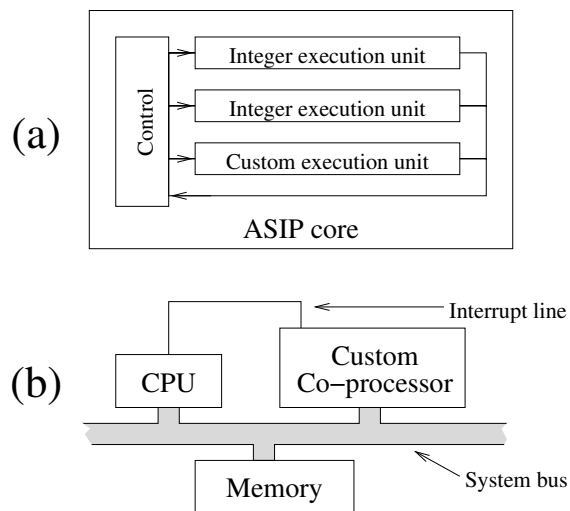 (a)
Control
Integer execution unit
Integer execution unit
Custom execution unit
ASIP core
(b)
Interrupt line
CPU
Custom
Co-processor
System bus
Memory